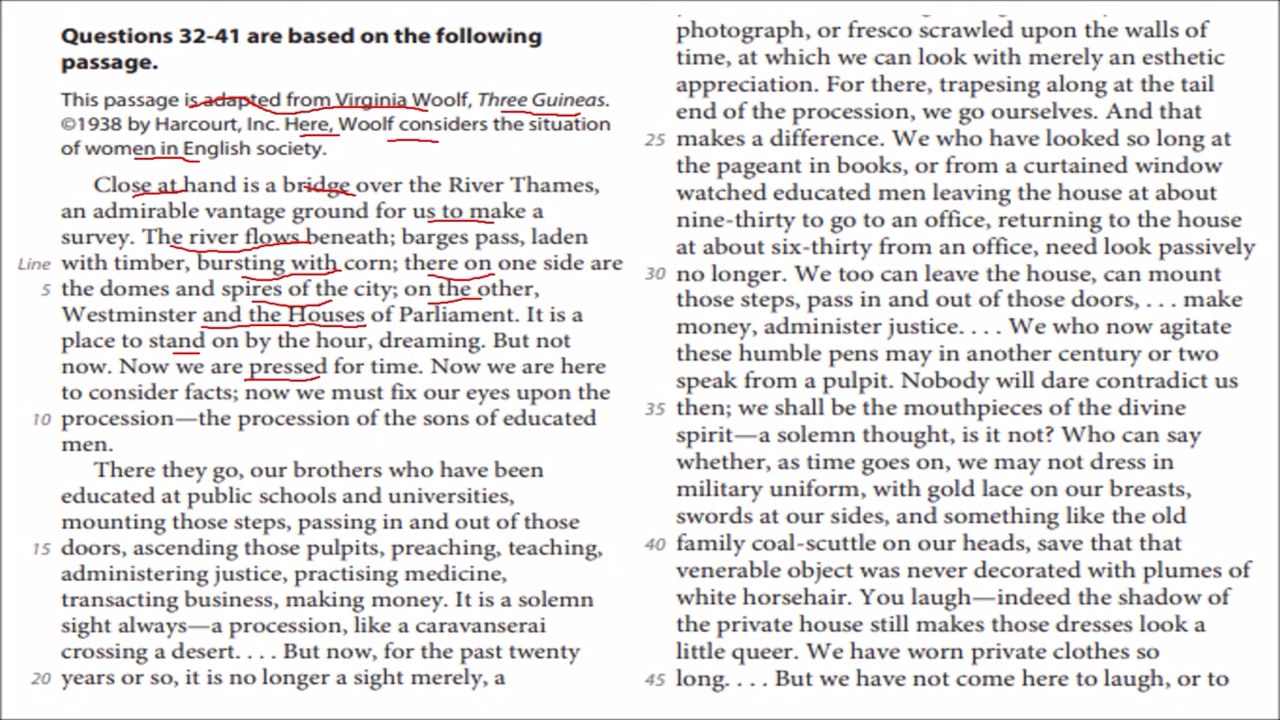 Questions 32-41 are based on the following
passage.
This passage is adapted from Virginia Woolf, Three Guineas.
©1938 by Harcourt, Inc. Here, Woolf considers the situation
of women in English society.
Close at hand is a bridge over the River Thames,
an admirable vantage ground for us to make a
survey. The river flows beneath; barges pass, laden
Line with timber, bursting with corn; there on one side are
5 the domes and spires of the city; on the other,
Westminster and the Houses of Parliament. It is a
place to stand on by the hour, dreaming. But not
now. Now we are pressed for time. Now we are here
to consider facts; now we must fix our eyes upon the
10 procession—the procession of the sons of educated
men.
There they go, our brothers who have been
educated at public schools and universities,
mounting those steps, passing in and out of those
15 doors, ascending those pulpits, preaching, teaching,
administering justice, practising medicine,
transacting business, making money. It is a solemn
sight always—a procession, like a caravanserai
crossing a desert. . . . But now, for the past twenty
20 years or so, it is no longer a sight merely, a
photograph, or fresco scrawled upon the walls of
time, at which we can look with merely an esthetic
appreciation. For there, trapesing along at the tail
end of the procession, we go ourselves. And that
25 makes a difference. We who have looked so long at
the pageant in books, or from a curtained window
watched educated men leaving the house at about
nine-thirty to go to an office, returning to the house
at about six-thirty from an office, need look passively
30 no longer. We too can leave the house, can mount
those steps, pass in and out of those doors, . . . make
money, administer justice. . . . We who now agitate
these humble pens may in another century or two
speak from a pulpit. Nobody will dare contradict us
35 then; we shall be the mouthpieces of the divine
spirit—a solemn thought, is it not? Who can say
whether, as time goes on, we may not dress in
military uniform, with gold lace on our breasts,
swords at our sides, and something like the old
40 family coal-scuttle on our heads, save that that
venerable object was never decorated with plumes of
white horsehair. You laugh—indeed the shadow of
the private house still makes those dresses look a
little queer. We have worn private clothes so
45 long. . . . But we have not come here to laugh, or to